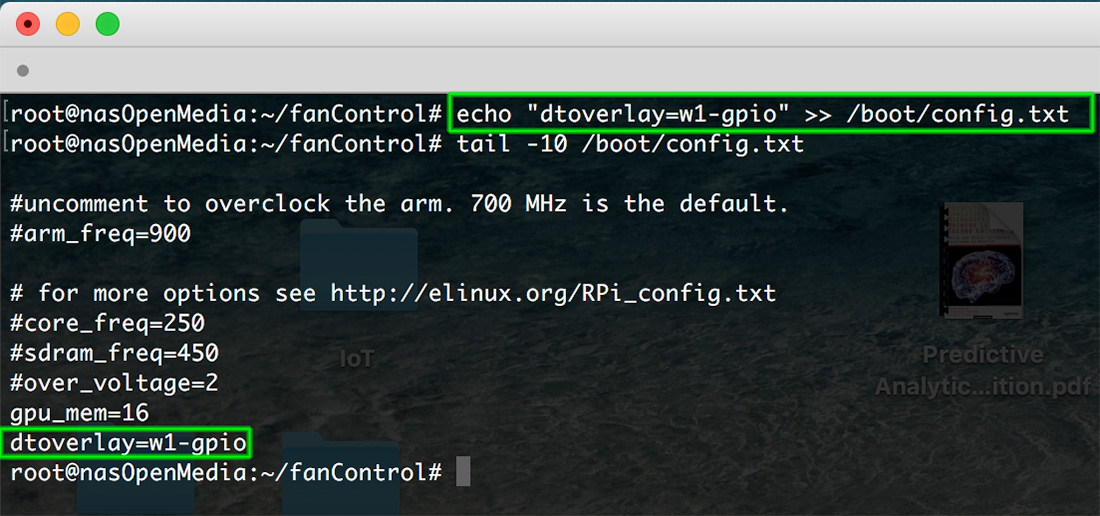 [root@nasOpenMedia:~/fanControl# echo "dtoverlay=w1-gpio" >> /boot/config.txt
[root@nasOpenMedia:~/fanControl# tail -10 /boot/config.txt
#uncomment to overclock the arm. 700 MHz is the default.
#arm_freq=900
# for more options see http://elinux.org/RPi_config.txt
#core_freq=250
#sdram_freq=450
IoT
Predictive
#over_voltage=2
Analytic...ition.pdf
gpu_mem=16
dtoverlay=w1-gpio
root@nasOpenMedia:~/fanControl#